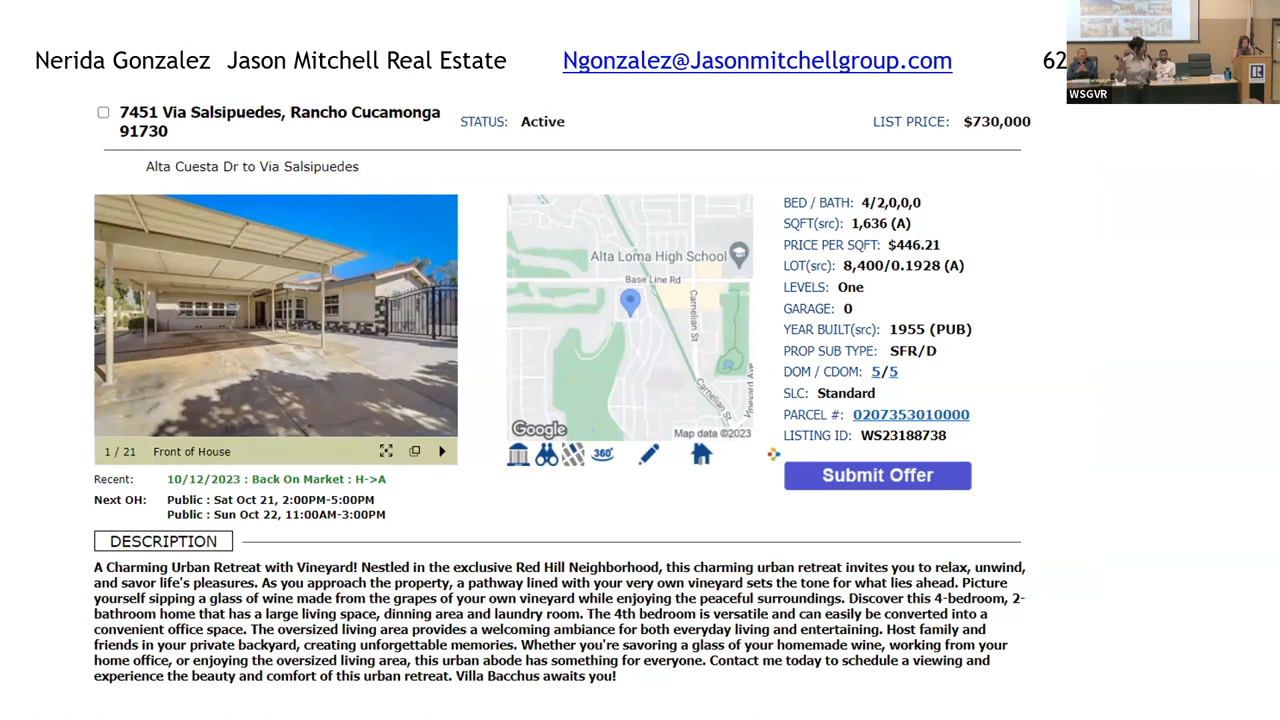 Nerida Gonzalez Jason Mitchell Real Estate Ngonzalez@Jasonmitchellgroup.com 62
WSGVR
7451 Via Salsipuedes, Rancho Cucamonga
91730
STATUS: Active
LIST PRICE: $730,000
Alta Cuesta Dr to Via Salsipuedes
Alta Loma High School
Base Line Rd
Carnelian St
Carnelian St
Vineyard Ave
Google
Map data ©2023
360°
1 / 21 Front of House
BED / BATH: 4/2,0,0,0
SQFT(src): 1,636 (A)
PRICE PER SQFT: $446.21
LOT(src): 8,400/0.1928 (A)
LEVELS: One
GARAGE: 0
YEAR BUILT(src): 1955 (PUB)
PROP SUB TYPE: SFR/D
DOM / CDOM: 5/5
SLC: Standard
PARCEL #: 0207353010000
LISTING ID: WS23188738
Submit Offer
Recent: 10/12/2023 : Back On Market : H->A
Next OH: Public : Sat Oct 21, 2:00PM-5:00PM
Public : Sun Oct 22, 11:00AM-3:00PM
DESCRIPTION
A Charming Urban Retreat with Vineyard! Nestled in the exclusive Red Hill Neighborhood, this charming urban retreat invites you to relax, unwind,
and savor life's pleasures. As you approach the property, a pathway lined with your very own vineyard sets the tone for what lies ahead. Picture
yourself sipping a glass of wine made from the grapes of your own vineyard while enjoying the peaceful surroundings. Discover this 4-bedroom, 2-
bathroom home that has a large living space, dinning area and laundry room. The 4th bedroom is versatile and can easily be converted into a
convenient office space. The oversized living area provides a welcoming ambiance for both everyday living and entertaining. Host family and
friends in your private backyard, creating unforgettable memories. Whether you're savoring a glass of your homemade wine, working from your
home office, or enjoying the oversized living area, this urban abode has something for everyone. Contact me today to schedule a viewing and
experience the beauty and comfort of this urban retreat. Villa Bacchus awaits you!